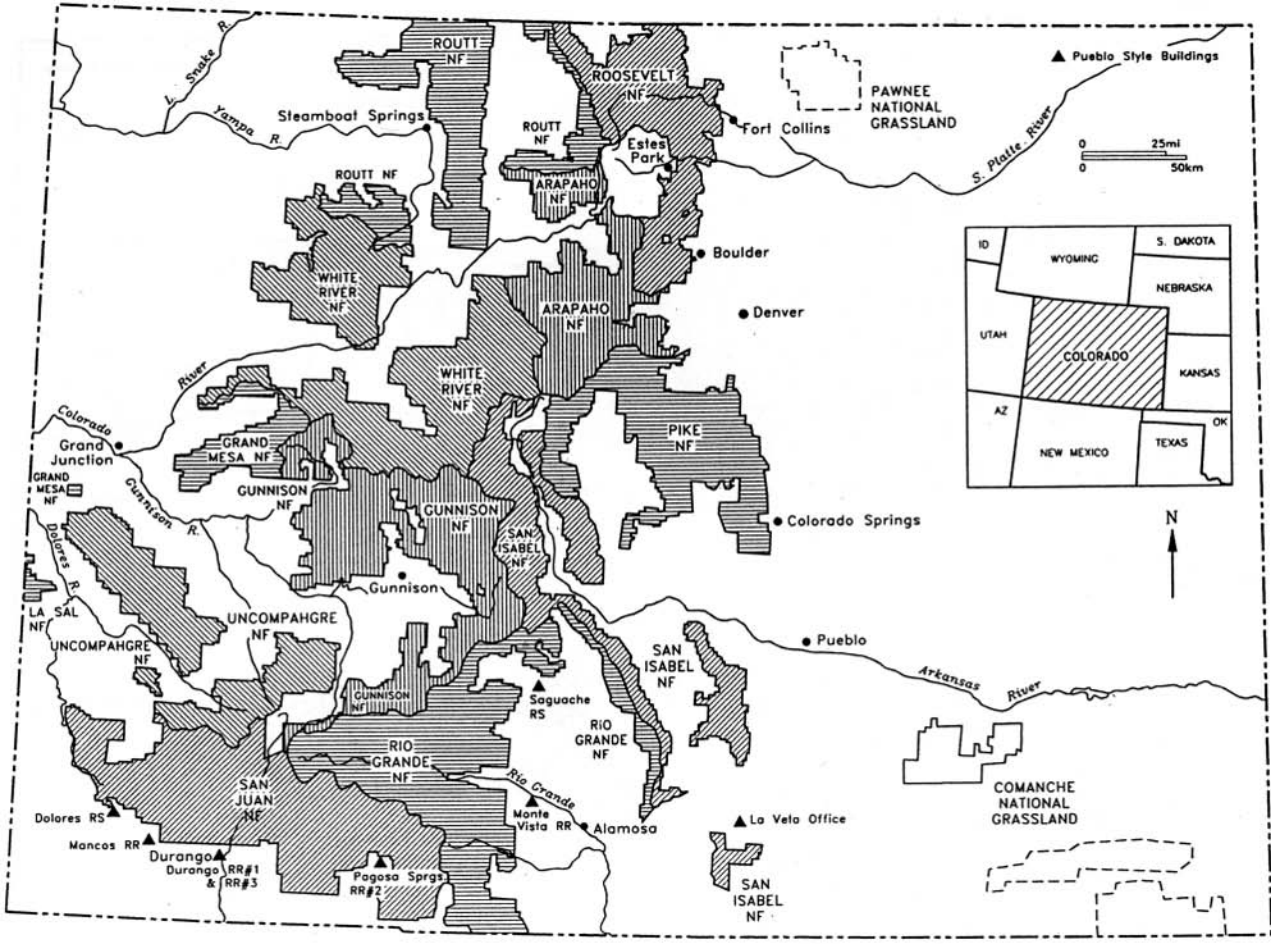 ROUTT
NF
L. Snake R.
Yampa R.
Steamboat Springs
ROOSEVELT
NF
PAWNEE
NATIONAL
GRASSLAND
Pueblo Style Buildings
S. Platte River
Fort Collins
ROUTT
NF
Estes
Park
0 25mi
0 50km
ROUTT NF
ARAPAHO
NF
Boulder
WHITE
RIVER
NF
ARAPAHO
NF
Denver
ID
WYOMING
S. DAKOTA
NEBRASKA
UTAH
COLORADO
KANSAS
AZ
NEW MEXICO
TEXAS
OK
River
Colorado
WHITE
RIVER
NF
Grand
Junction
GRAND
MESA NF
PIKE
NF
GRAND
MESA
NF
Gunnison
R.
GUNNISON
NF
GUNNISON
NF
SAN
ISABEL
NF
Colorado Springs
N
Dolores
R.
Gunnison
LA SAL
NF
UNCOMPAHGRE
NF
UNCOMPAHGRE
NF
Pueblo
SAN
ISABEL
NF
Arkansas
River
GUNNISON
NF
Saguache
RS
RIO
GRANDE
NF
RIO
GRANDE
NF
COMANCHE
NATIONAL
GRASSLAND
SAN
JUAN
NF
Rio Grande
Dolores RS
Monte
Vista RR
Alamosa
La Veta Office
Mancos RR
Durango
Durango RR#1
& RR#3
Pagosa Sprgs.
RR#2
SAN
ISABEL
NF